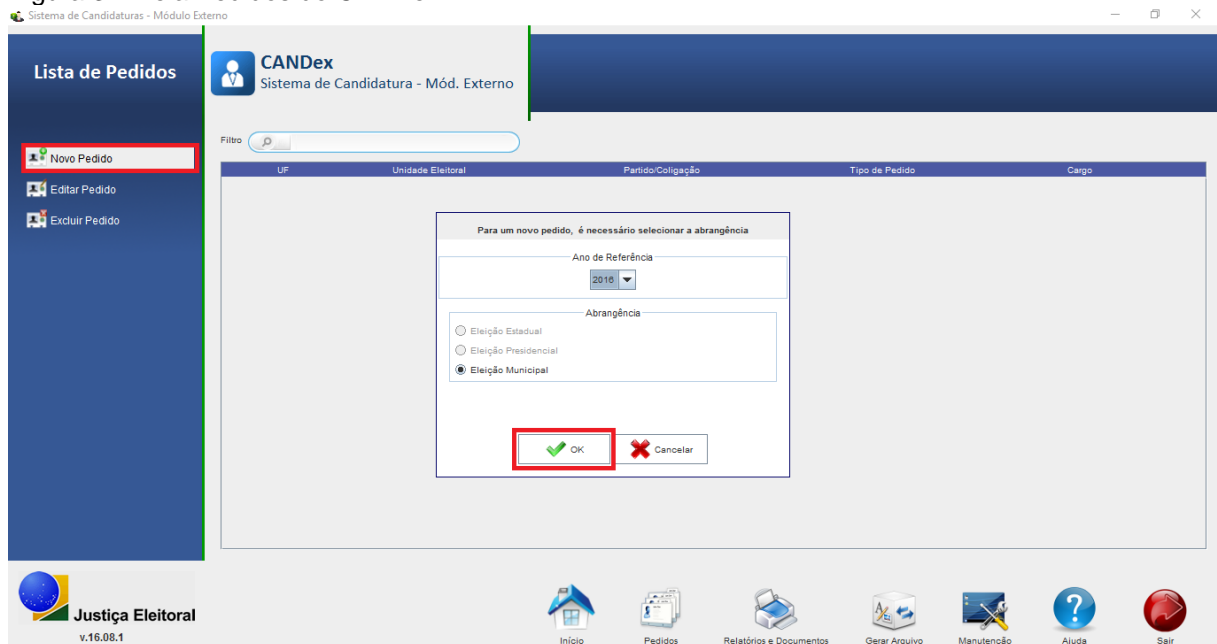 Sistema de Candidaturas - Módulo Externo
Lista de Pedidos
CANDex
Sistema de Candidatura - Mód. Externo
Novo Pedido
Editar Pedido
Excluir Pedido
Filtro
UF Unidade Eleitoral Partido/Coligação Tipo de Pedido Cargo
Para um novo pedido, é necessário selecionar a abrangência
Ano de Referência
2016
Abrangência
Eleição Estadual
Eleição Presidencial
Eleição Municipal
OK Cancelar
Justiça Eleitoral
v.16.08.1
Início Pedidos Relatórios e Documentos Gerar Arquivo Manutenção Ajuda Sair